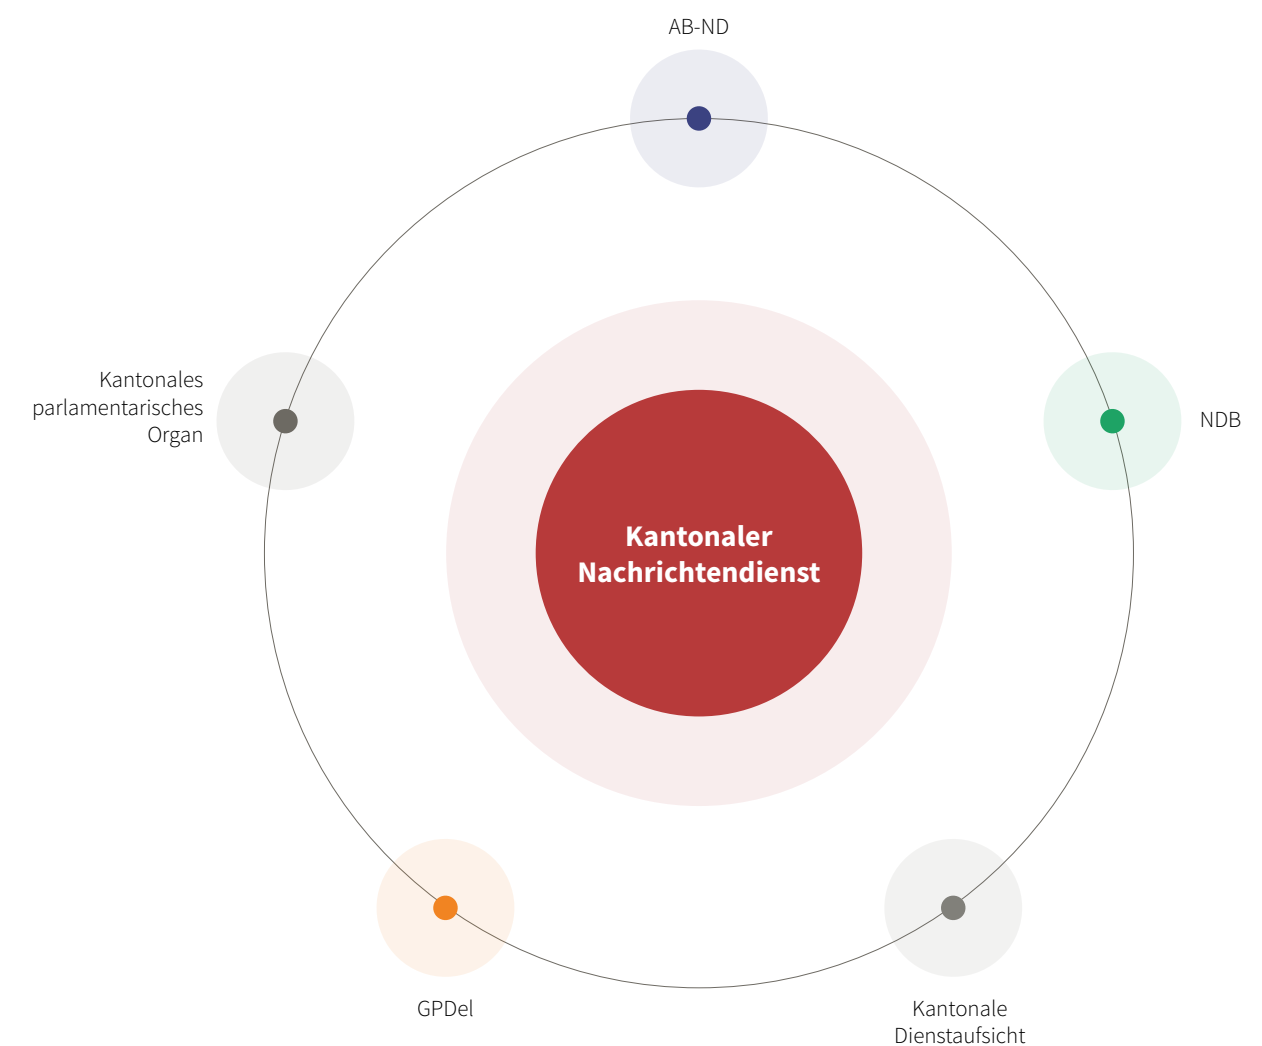 AB-ND
Kantonales
parlamentarisches
Organ
NDB
Kantonaler
Nachrichtendienst
GPDel
Kantonale
Dienstaufsicht